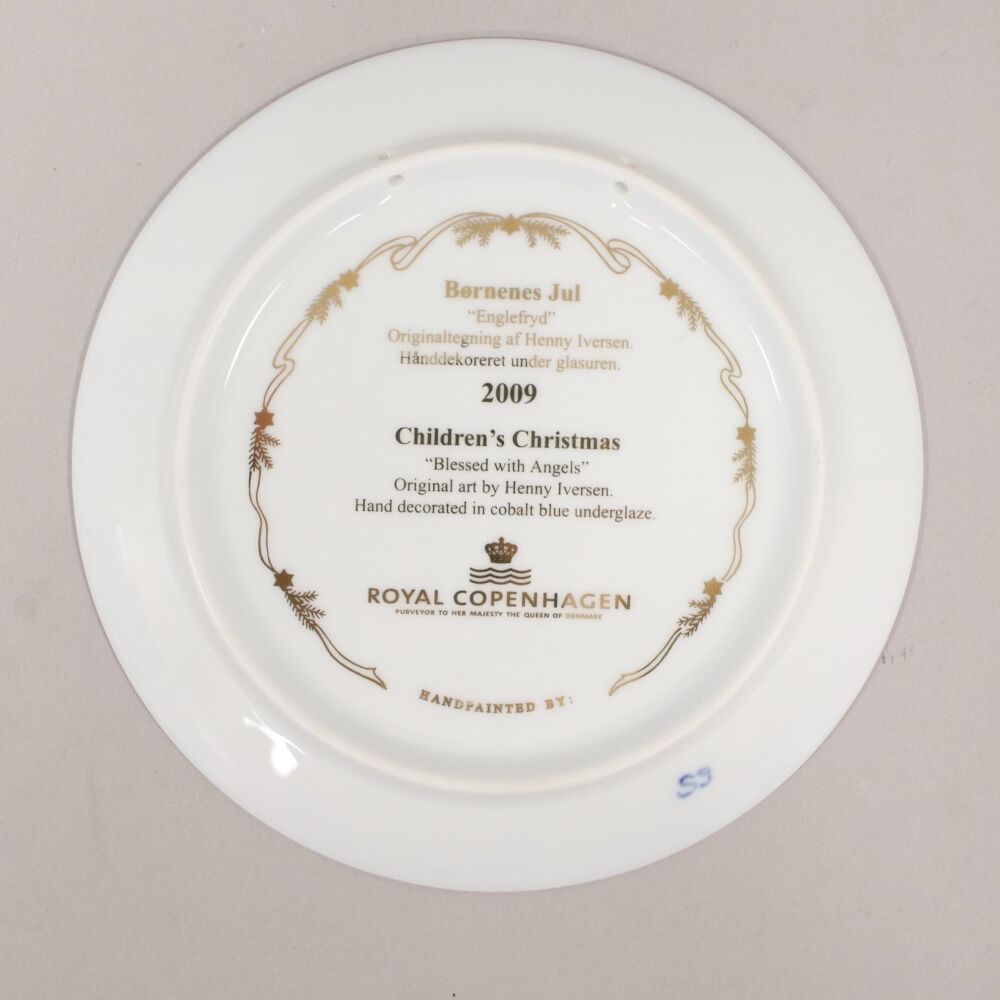 Børnenes Jul
“Englefryd”
Originaltegning af Henny Iversen.
Hånddekoreret under glasuren.
2009
Children’s Christmas
“Blessed with Angels”
Original art by Henny Iversen.
Hand decorated in cobalt blue underglaze.
ROYAL COPENHAGEN
PURVEYOR TO HER MAJESTY THE QUEEN OF DENMARK
HANDPAINTED BY: